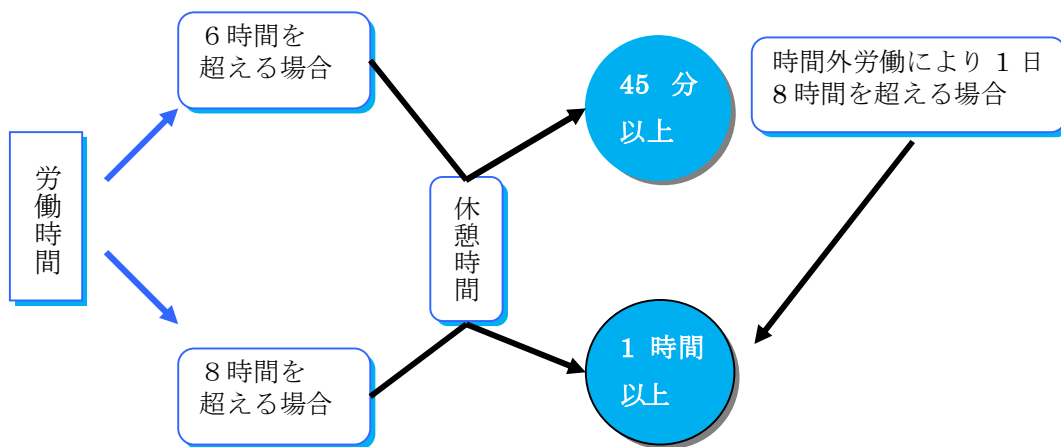 労働時間
６時間を
超える場合
８時間を
超える場合
休憩時間
45 分
以上
1 時間
以上
時間外労働により 1 日
８時間を超える場合